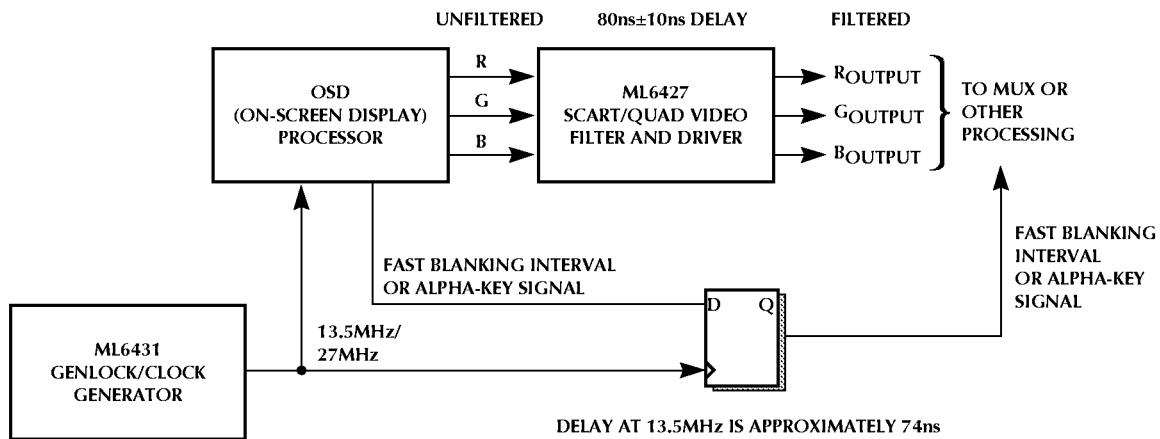 UNFILTERED
80ns±10ns DELAY
FILTERED
OSD
(ON-SCREEN DISPLAY)
PROCESSOR
R
G
B
ML6427
SCART/QUAD VIDEO
FILTER AND DRIVER
ROUTPUT
GOUTPUT
BOUTPUT
TO MUX OR
OTHER
PROCESSING
FAST BLANKING INTERVAL
OR ALPHA-KEY SIGNAL
FAST BLANKING
INTERVAL
OR ALPHA-KEY
SIGNAL
D
Q
ML6431
GENLOCK/CLOCK
GENERATOR
13.5MHz/
27MHz
DELAY AT 13.5MHz IS APPROXIMATELY 74ns